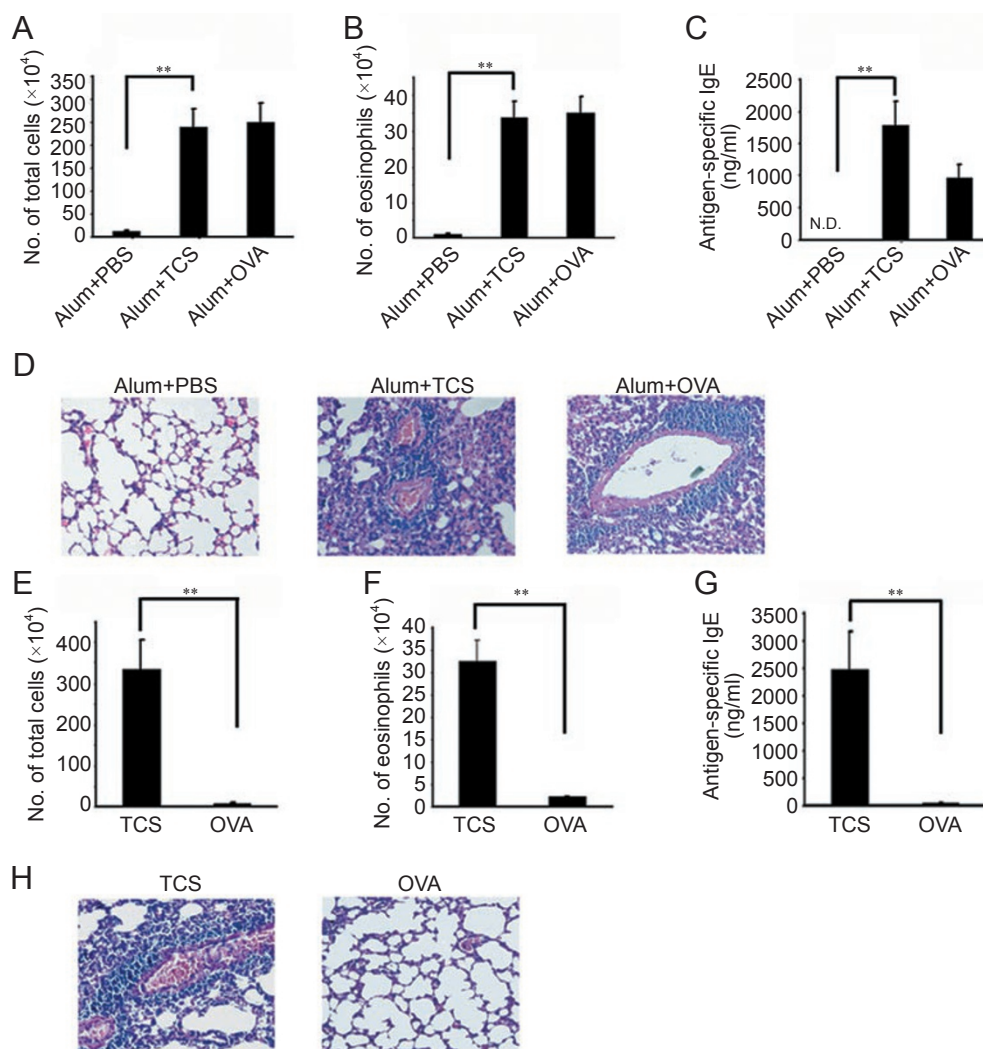 A
No. of total cells (×10⁴)
350
300
250
200
150
100
50
0
**
Alum+PBS
Alum+TCS
Alum+OVA
B
No. of eosinophils (×10⁴)
40
30
20
10
0
**
Alum+PBS
Alum+TCS
Alum+OVA
C
Antigen-specific IgE
(ng/ml)
2500
2000
1500
1000
500
0
**
N.D.
Alum+PBS
Alum+TCS
Alum+OVA
D
Alum+PBS
Alum+TCS
Alum+OVA
E
No. of total cells (×10⁴)
400
300
200
100
0
**
TCS
OVA
F
No. of eosinophils (×10⁴)
40
35
30
25
20
15
10
5
0
**
TCS
OVA
G
Antigen-specific IgE
(ng/ml)
3500
3000
2500
2000
1500
1000
500
0
**
TCS
OVA
H
TCS
OVA